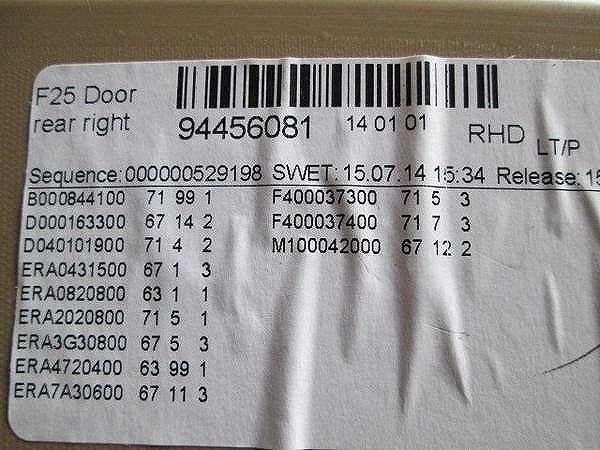 F25 Door
rear right
94456081 14 01 01 RHD LT/P
Sequence: 000000529198 SWET: 15.07.14 15:34 Release: 15
B000844100 71 99 1 F400037300 71 5 3
D000163300 67 14 2 F400037400 71 7 3
D040101900 71 4 2 M100042000 67 12 2
ERA0431500 67 1 3
ERA0820800 63 1 1
ERA2020800 71 5 1
ERA3G30800 67 5 3
ERA4720400 63 99 1
ERA7A30600 67 11 3